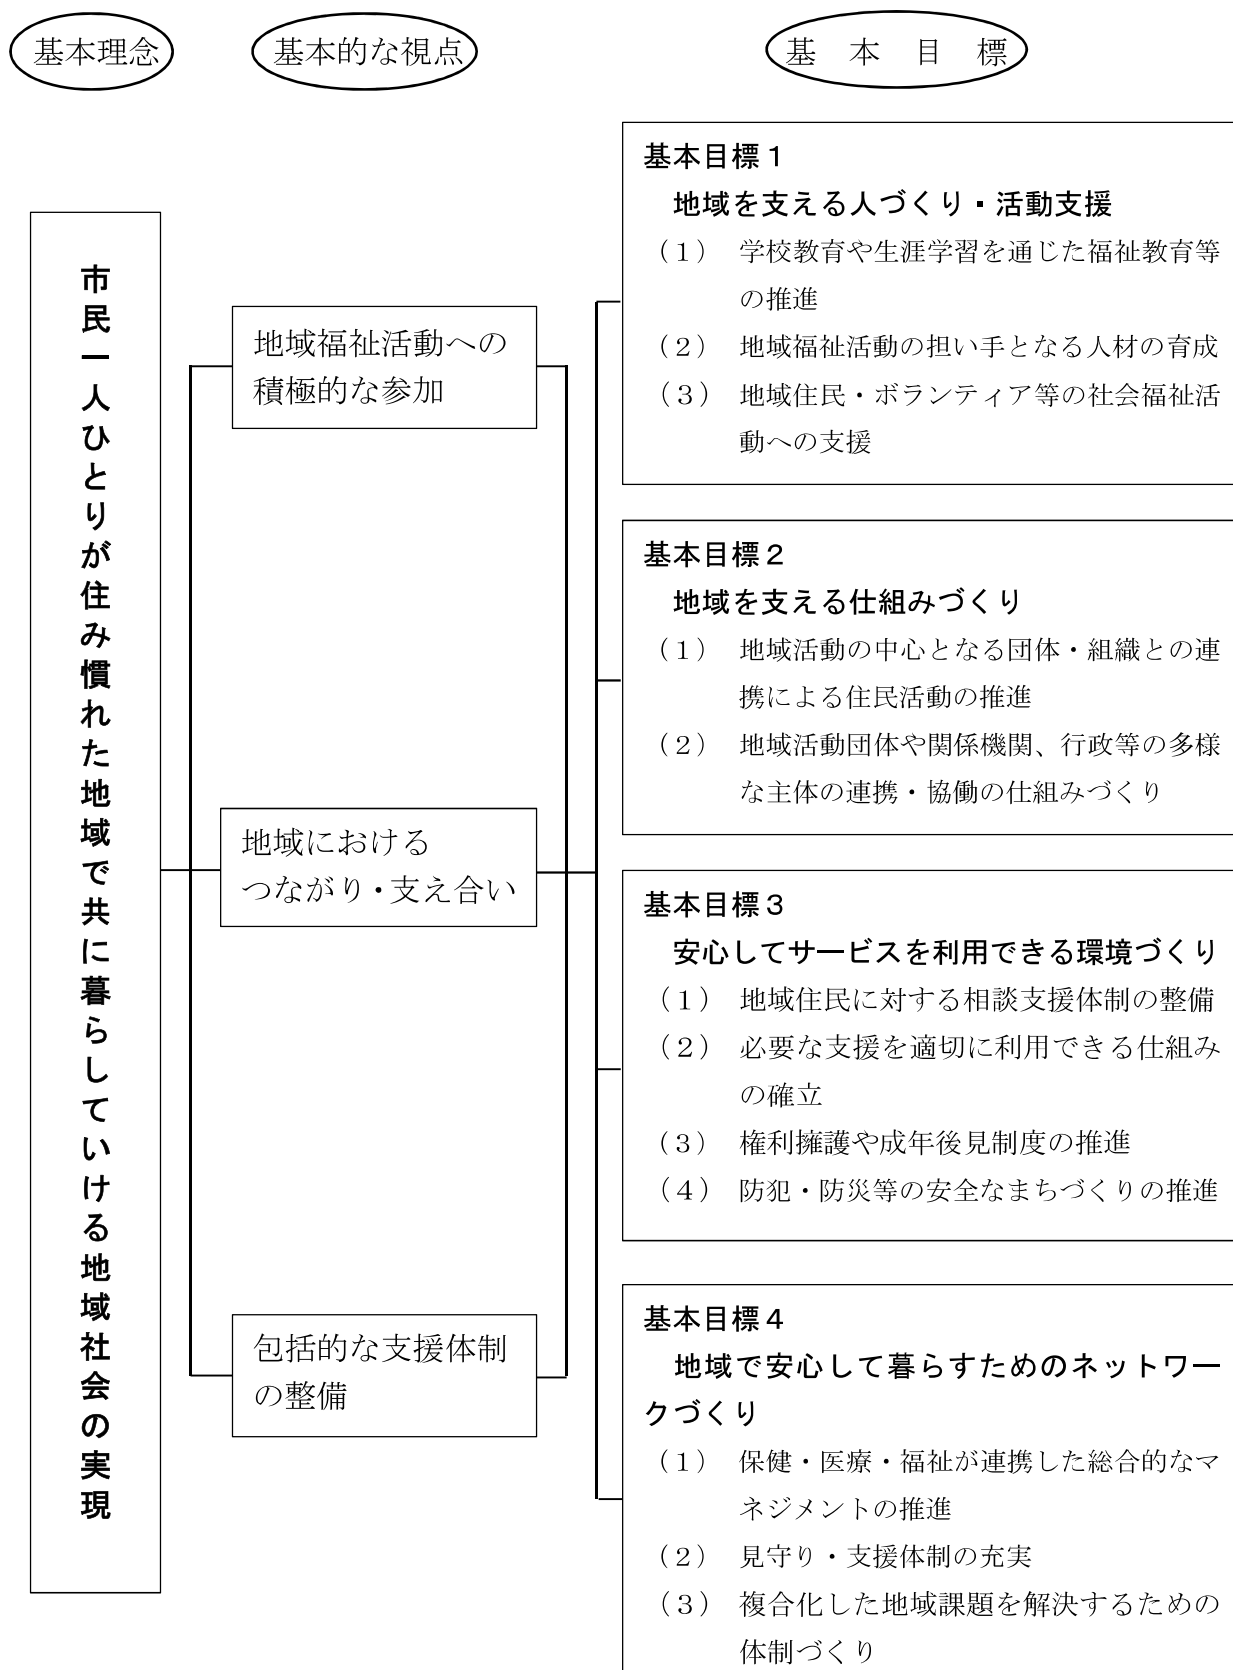 基本理念
基本的な視点
基本目標
市民一人ひとりが住み慣れた地域で共に暮らしていける地域社会の実現
地域福祉活動への
積極的な参加
地域における
つながり・支え合い
包括的な支援体制
の整備
基本目標１
地域を支える人づくり・活動支援
（１） 学校教育や生涯学習を通じた福祉教育等
の推進
（２） 地域福祉活動の担い手となる人材の育成
（３） 地域住民・ボランティア等の社会福祉活
動への支援
基本目標２
地域を支える仕組みづくり
（１） 地域活動の中心となる団体・組織との連
携による住民活動の推進
（２） 地域活動団体や関係機関、行政等の多様
な主体の連携・協働の仕組みづくり
基本目標３
安心してサービスを利用できる環境づくり
（１） 地域住民に対する相談支援体制の整備
（２） 必要な支援を適切に利用できる仕組み
の確立
（３） 権利擁護や成年後見制度の推進
（４） 防犯・防災等の安全なまちづくりの推進
基本目標４
地域で安心して暮らすためのネットワー
クづくり
（１） 保健・医療・福祉が連携した総合的なマ
ネジメントの推進
（２） 見守り・支援体制の充実
（３） 複合化した地域課題を解決するための
体制づくり